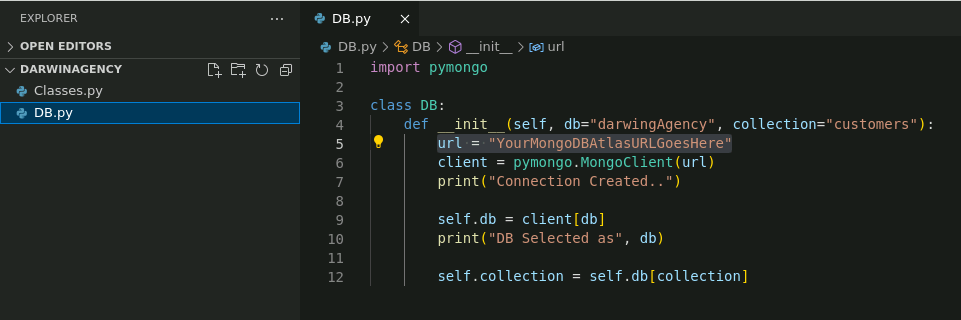 EXPLORER ...
OPEN EDITORS
DARWINAGENCY
Classes.py
DB.py
DB.py
DB.py > DB > __init__ > url
1 import pymongo
2
3 class DB:
4 def __init__(self, db="darwingAgency", collection="customers"):
5 url = "YourMongoDBAtlasURLGoesHere"
6 client = pymongo.MongoClient(url)
7 print("Connection Created..")
8
9 self.db = client[db]
10 print("DB Selected as", db)
11
12 self.collection = self.db[collection]